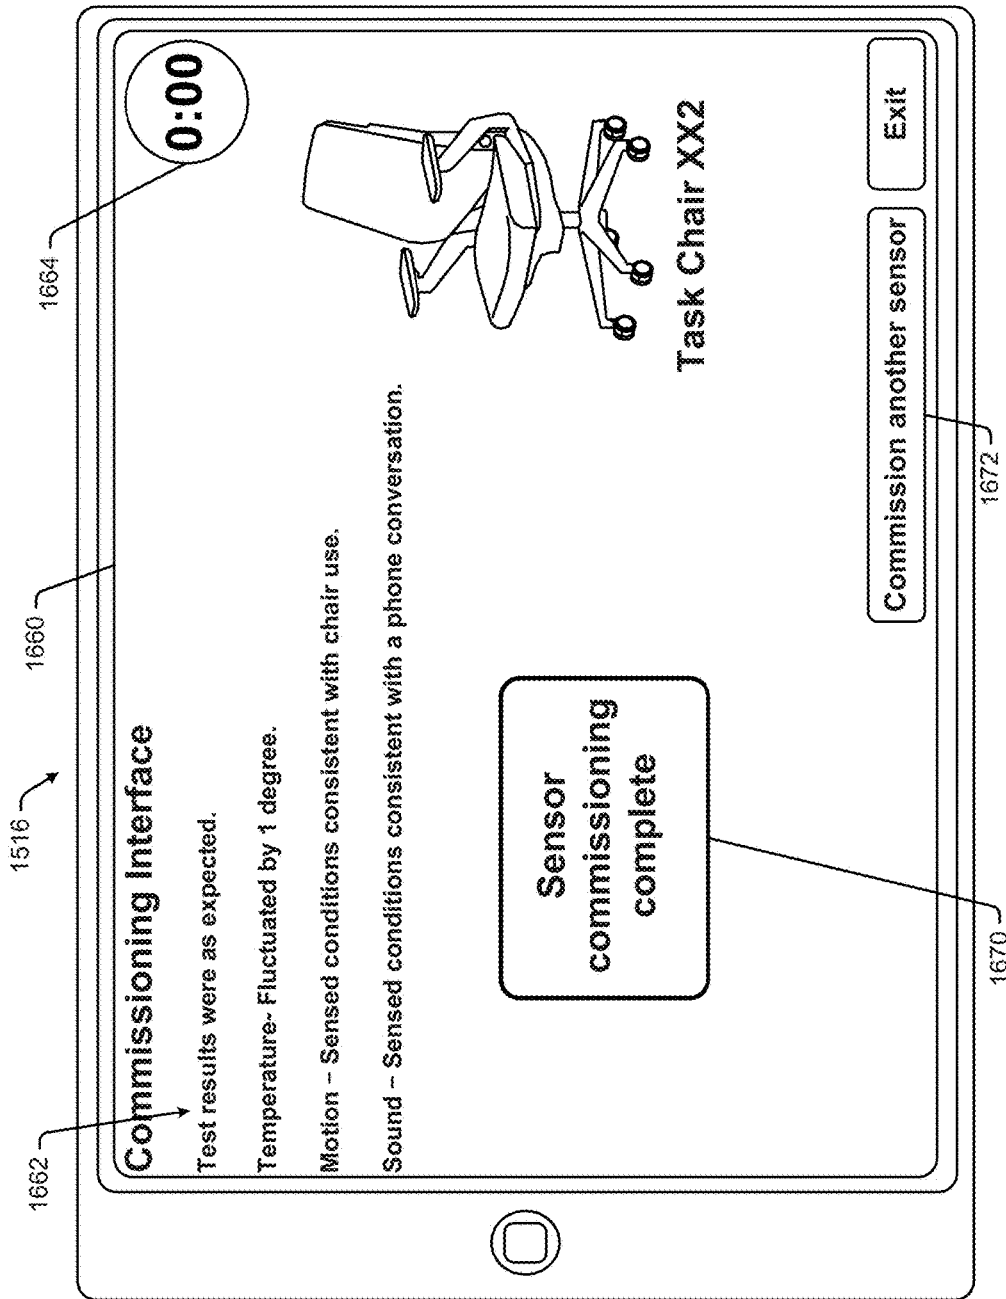 1516
1660
1664
1662
Commissioning Interface
0:00
Test results were as expected.
Temperature- Fluctuated by 1 degree.
Motion – Sensed conditions consistent with chair use.
Sound – Sensed conditions consistent with a phone conversation.
Sensor
commissioning
complete
Task Chair XX2
Commission another sensor
Exit
1670
1672